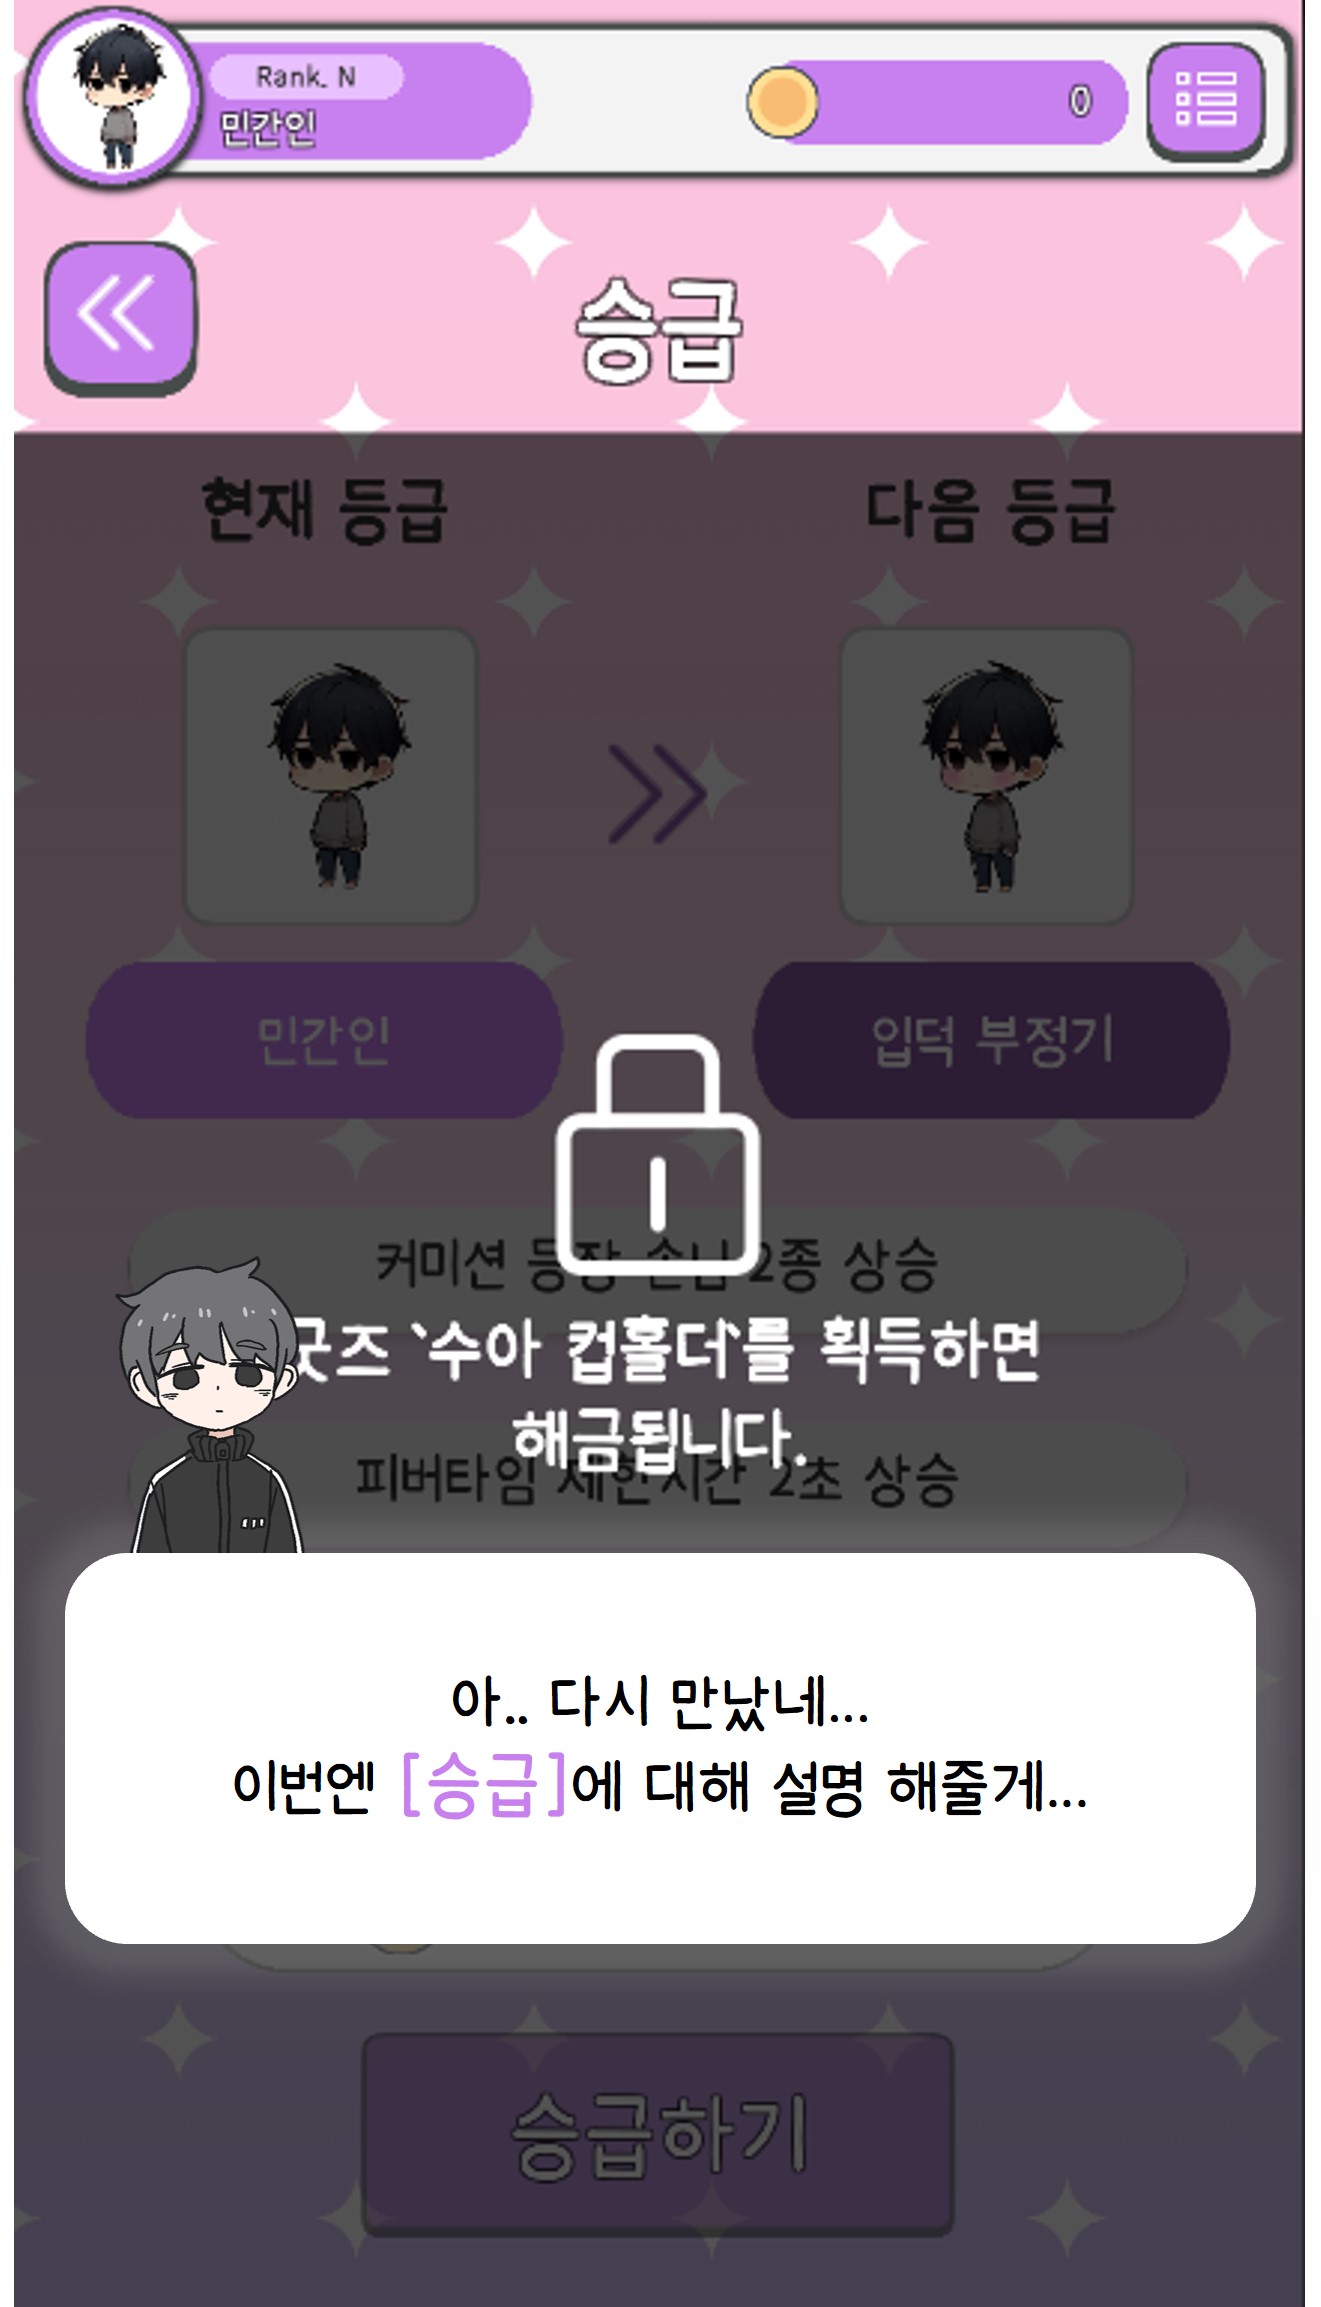 Rank. N
민간인
0
승급
현재 등급
다음 등급
민간인
입덕 부정기
커미션 등장 손님 2종 상승
굿즈 `수아 컵홀더`를 획득하면
해금됩니다.
피버타임 제한시간 2초 상승
아.. 다시 만났네...
이번엔 [승급]에 대해 설명 해줄게...
승급하기